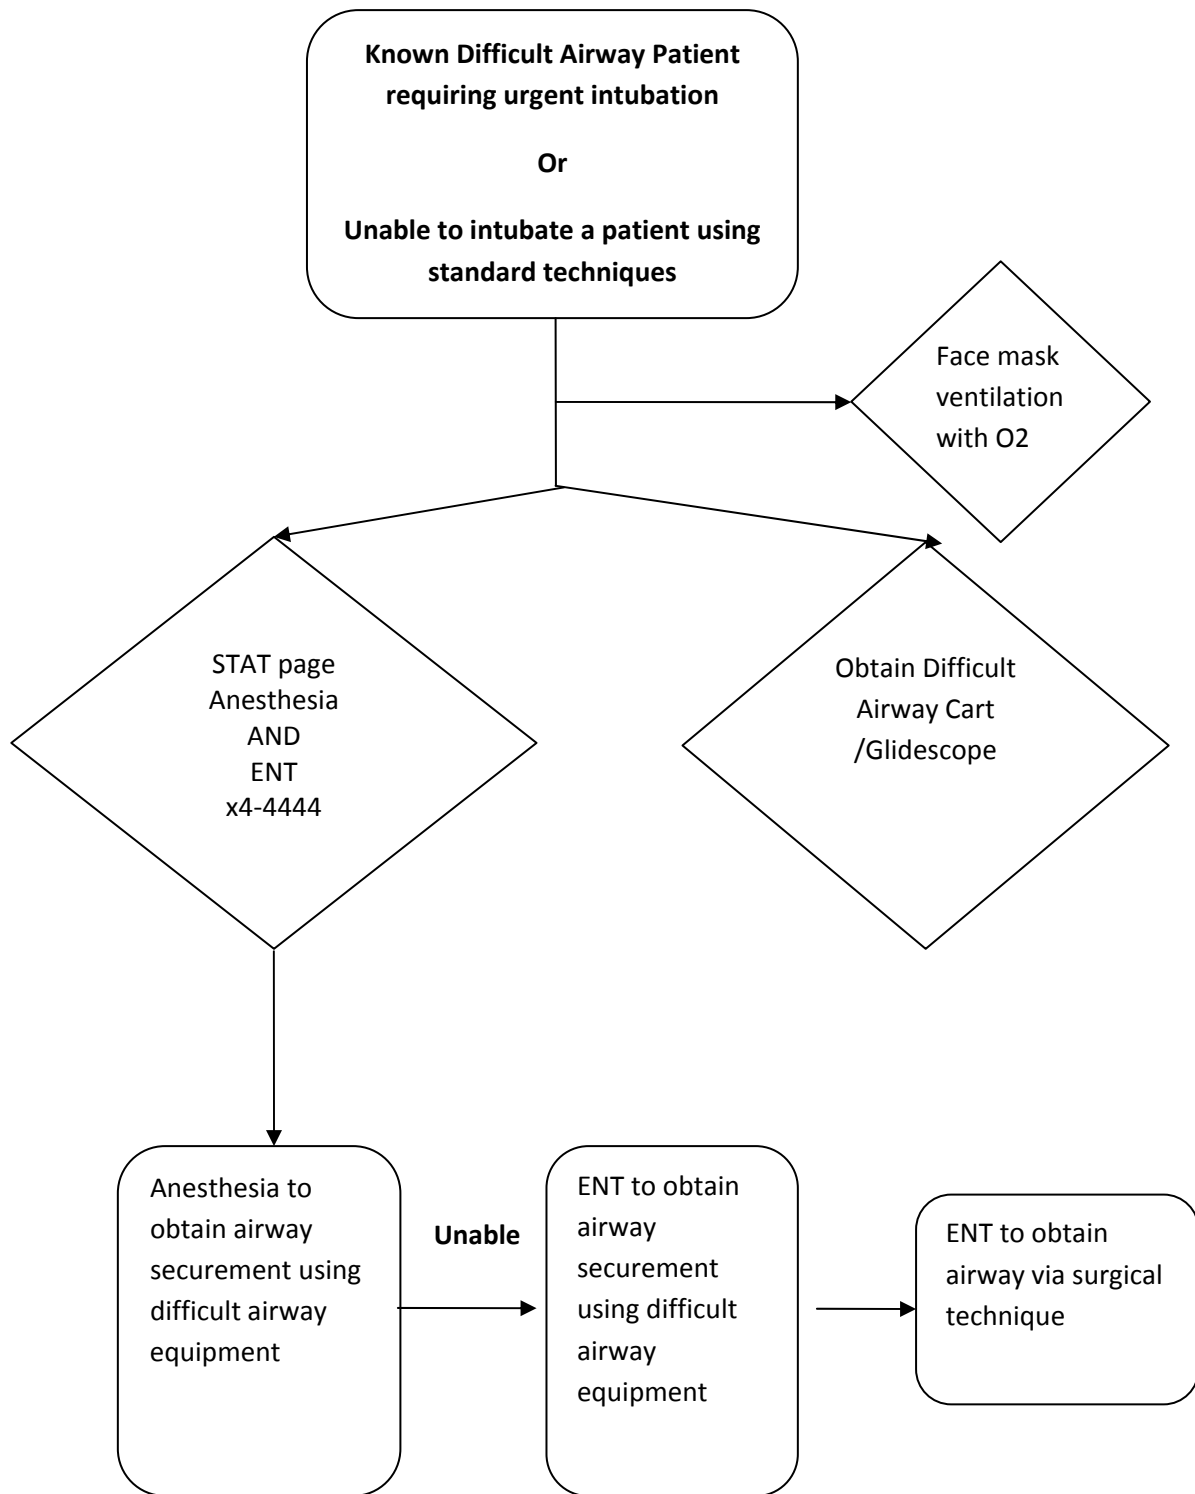 Known Difficult Airway Patient
requiring urgent intubation
Or
Unable to intubate a patient using
standard techniques
Face mask
ventilation
with O2
STAT page
Anesthesia
AND
ENT
x4-4444
Obtain Difficult
Airway Cart
/Glidescope
Anesthesia to
obtain airway
securement using
difficult airway
equipment
Unable
ENT to obtain
airway
securement
using difficult
airway
equipment
ENT to obtain
airway via surgical
technique